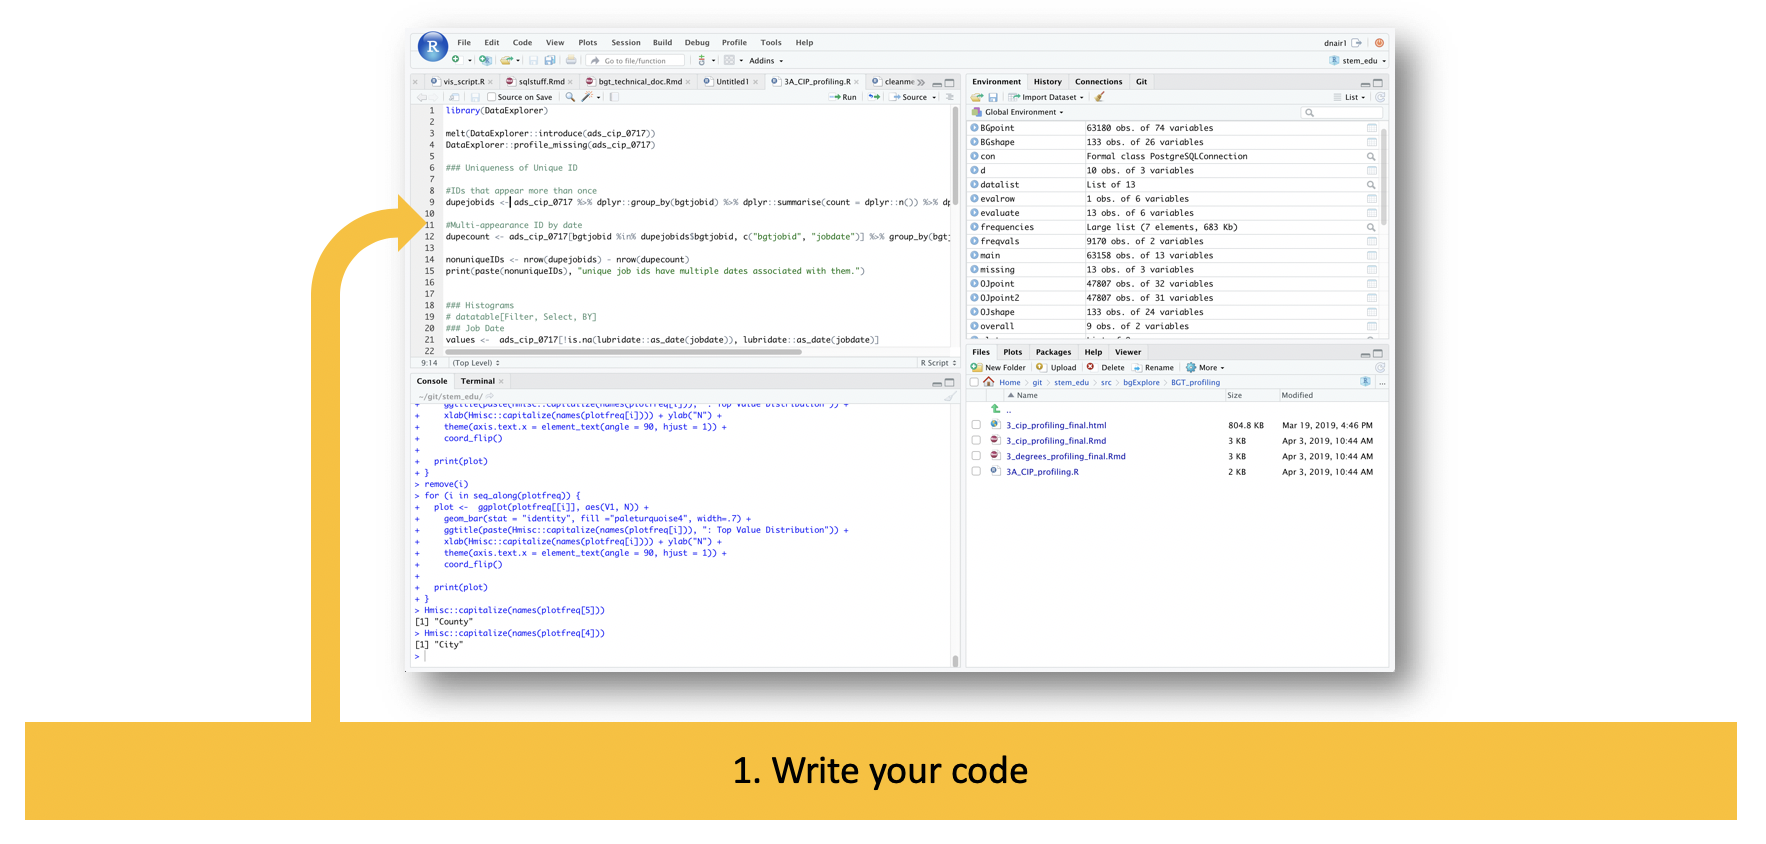 R File Edit Code View Plots Session Build Debug Profile Tools Help dnair1
Go to file/function Addins stem_edu
vis_script.R sqlstuff.Rmd bgt_technical_doc.Rmd Untitled1 3A_CIP_profiling.R cleanme
Source on Save Run Source
1 library(DataExplorer)
2
3 melt(DataExplorer::introduce(ads_cip_0717))
4 DataExplorer::profile_missing(ads_cip_0717)
5
6 ### Uniqueness of Unique ID
7
8 #IDs that appear more than once
9 dupejobids <- ads_cip_0717 %>% dplyr::group_by(bgtjobid) %>% dplyr::summarise(count = dplyr::n()) %>% dp
10
11 #Multi-appearance ID by date
12 dupecount <- ads_cip_0717[bgtjobid %in% dupejobids$bgtjobid, c("bgtjobid", "jobdate")] %>% group_by(bgt
13
14 nonuniqueIDs <- nrow(dupejobids) - nrow(dupecount)
15 print(paste(nonuniqueIDs), "unique job ids have multiple dates associated with them.")
16
17
18 ### Histograms
19 # datatable[Filter, Select, BY]
20 ### Job Date
21 values <- ads_cip_0717[!is.na(lubridate::as_date(jobdate)), lubridate::as_date(jobdate)]
22
9:14 (Top Level) R Script
Console Terminal
~/git/stem_edu/
+ ggtitle(paste(Hmisc::capitalize(names(plotfreq[i])), ": Top Value Distribution")) +
+ xlab(Hmisc::capitalize(names(plotfreq[i]))) + ylab("N") +
+ theme(axis.text.x = element_text(angle = 90, hjust = 1)) +
+ coord_flip()
+
+ print(plot)
+ }
> remove(i)
> for (i in seq_along(plotfreq)) {
+ plot <- ggplot(plotfreq[[i]], aes(V1, N)) +
+ geom_bar(stat = "identity", fill ="paleturquoise4", width=.7) +
+ ggtitle(paste(Hmisc::capitalize(names(plotfreq[i])), ": Top Value Distribution")) +
+ xlab(Hmisc::capitalize(names(plotfreq[i]))) + ylab("N") +
+ theme(axis.text.x = element_text(angle = 90, hjust = 1)) +
+ coord_flip()
+
+ print(plot)
+ }
> Hmisc::capitalize(names(plotfreq[5]))
[1] "County"
> Hmisc::capitalize(names(plotfreq[4]))
[1] "City"
>
Environment History Connections Git
Import Dataset List
Global Environment
BGpoint 63180 obs. of 74 variables
BGshape 133 obs. of 26 variables
con Formal class PostgreSQLConnection
d 10 obs. of 3 variables
datalist List of 13
evalrow 1 obs. of 6 variables
evaluate 13 obs. of 6 variables
frequencies Large list (7 elements, 683 Kb)
freqvals 9170 obs. of 2 variables
main 63158 obs. of 13 variables
missing 13 obs. of 3 variables
OJpoint 47807 obs. of 32 variables
OJpoint2 47807 obs. of 31 variables
OJshape 133 obs. of 24 variables
overall 9 obs. of 2 variables
Files Plots Packages Help Viewer
New Folder Upload Delete Rename More
Home > git > stem_edu > src > bgExplore > BGT_profiling ...
Name Size Modified
..
3_cip_profiling_final.html 804.8 KB Mar 19, 2019, 4:46 PM
3_cip_profiling_final.Rmd 3 KB Apr 3, 2019, 10:44 AM
3_degrees_profiling_final.Rmd 3 KB Apr 3, 2019, 10:44 AM
3A_CIP_profiling.R 2 KB Apr 3, 2019, 10:44 AM
1. Write your code